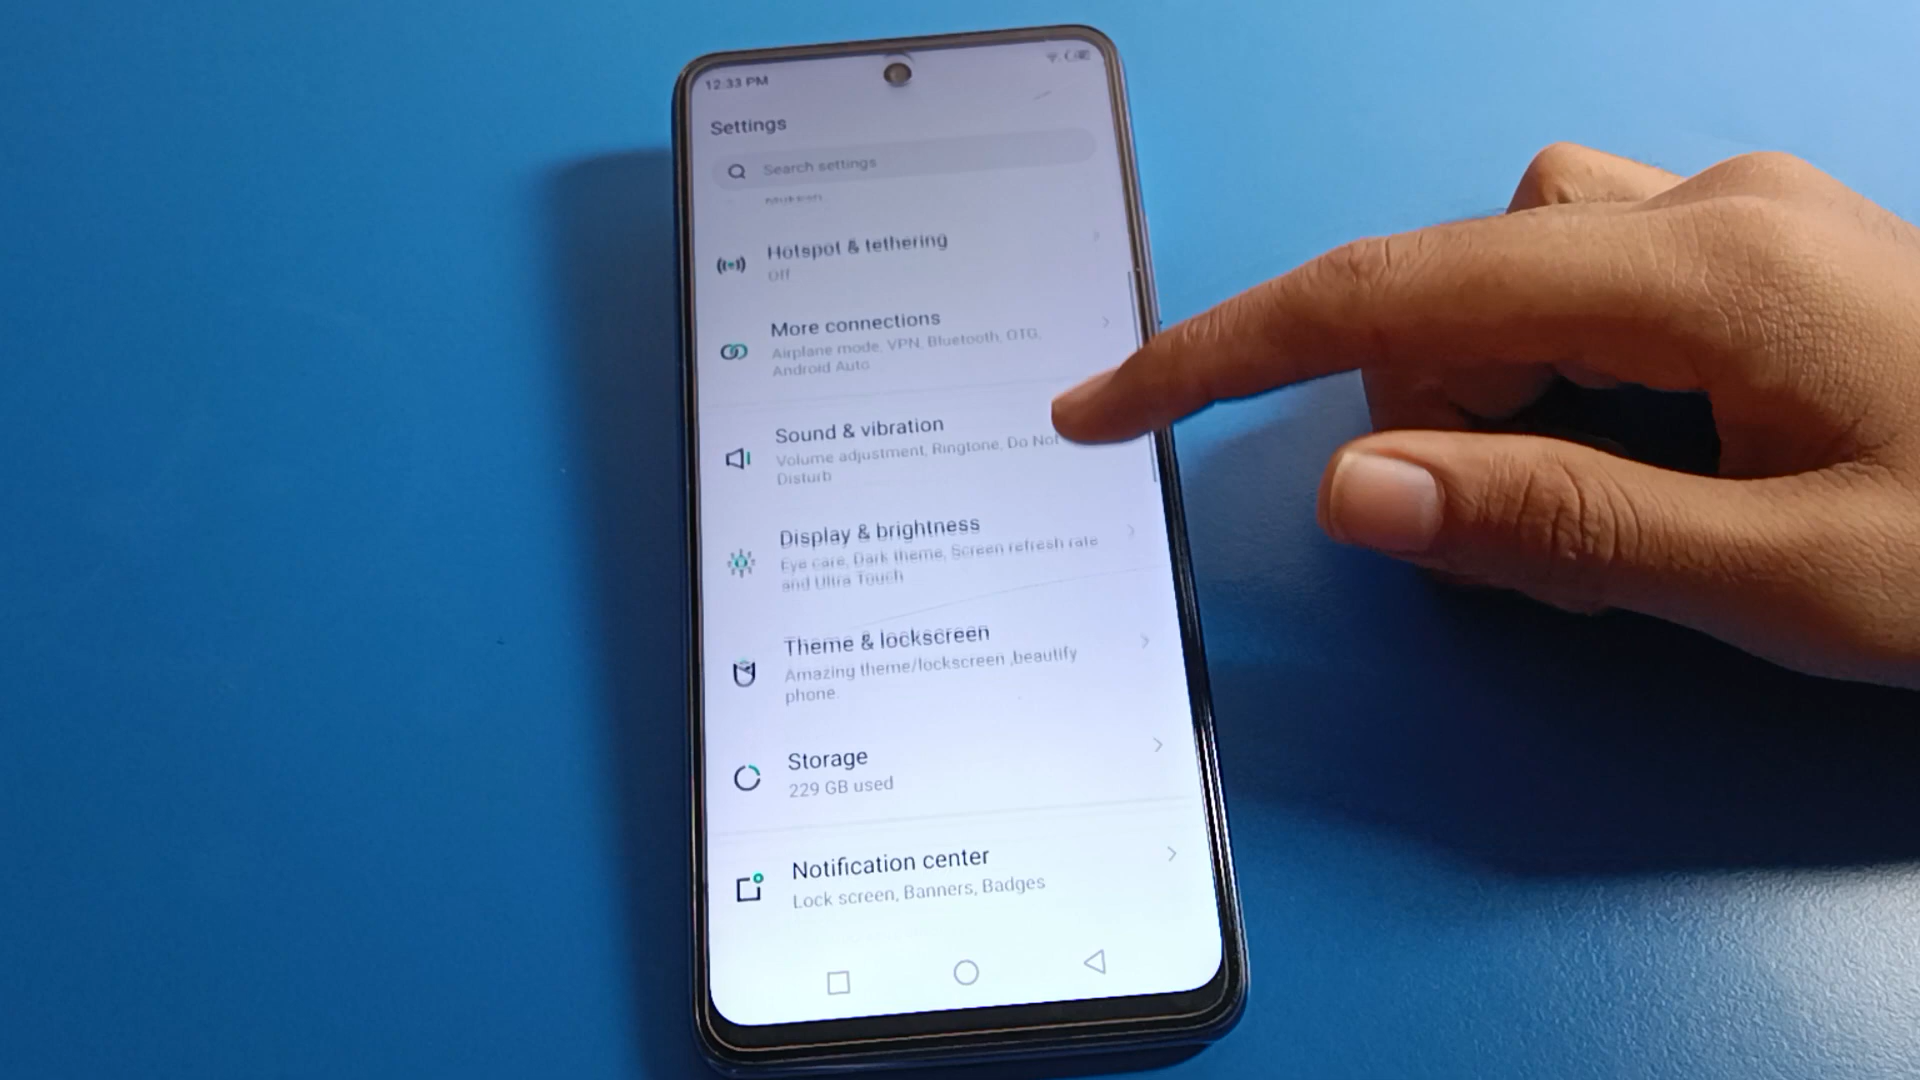 12:33 PM
Settings
Search settings
Hotspot & tethering
Off
More connections
Airplane mode, VPN, Bluetooth, OTG,
Android Auto
Sound & vibration
Volume adjustment, Ringtone, Do Not
Disturb
Display & brightness
Eye care, Dark theme, Screen refresh rate
and Ultra Touch
Theme & lockscreen
Amazing theme/lockscreen ,beautify
phone.
Storage
229 GB used
Notification center
Lock screen, Banners, Badges